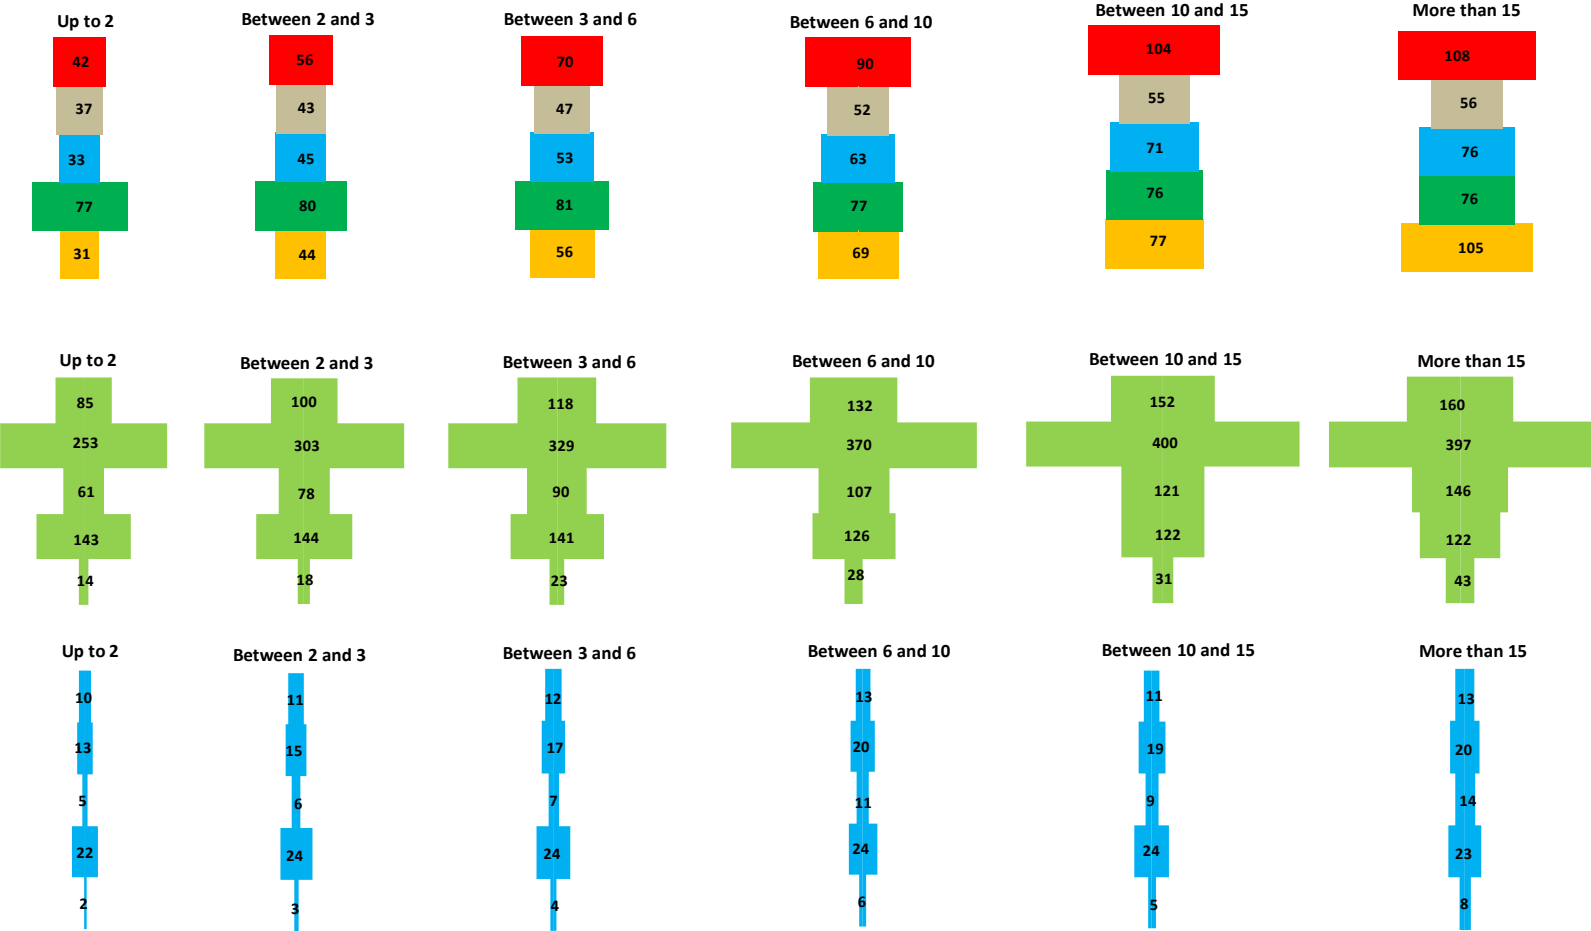 Up to 2 Between 2 and 3 Between 3 and 6 Between 6 and 10 Between 10 and 15 More than 15
42 56 70 90 104 108
37 43 47 52 55 56
33 45 53 63 71 76
77 80 81 77 76 76
31 44 56 69 77 105
Up to 2 Between 2 and 3 Between 3 and 6 Between 6 and 10 Between 10 and 15 More than 15
85 100 118 132 152 160
253 303 329 370 400 397
61 78 90 107 121 146
143 144 141 126 122 122
14 18 23 28 31 43
Up to 2 Between 2 and 3 Between 3 and 6 Between 6 and 10 Between 10 and 15 More than 15
10 11 12 13 11 13
13 15 17 20 19 20
5 6 7 11 9 14
22 24 24 24 24 23
2 3 4 6 5 8